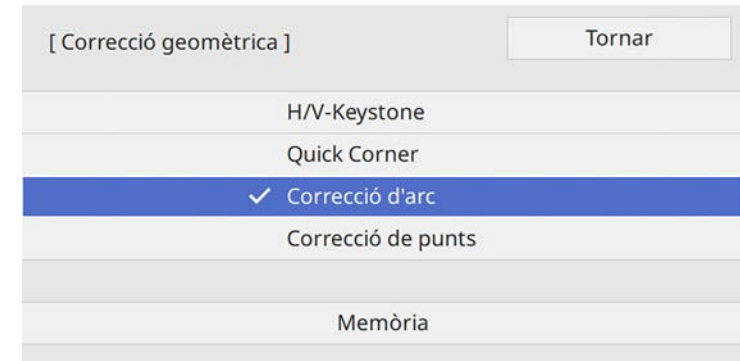 [ Correcció geomètrica ]
Tornar
H/V-Keystone
Quick Corner
Correcció d'arc
Correcció de punts
Memòria